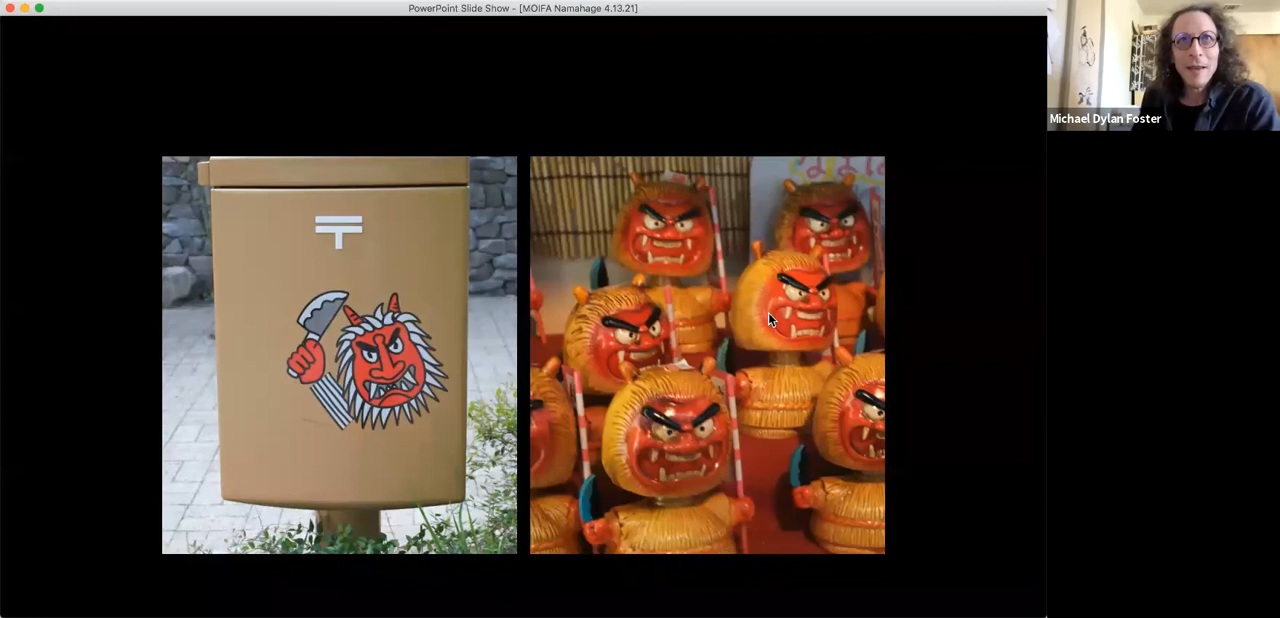 PowerPoint Slide Show - [MOIFA Namahage 4.13.21]
Michael Dylan Foster
〒